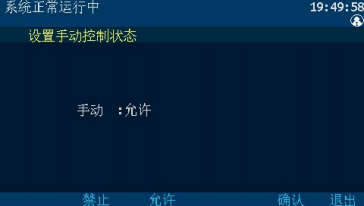 系统正常运行中 19:49:58
设置手动控制状态
手动 :允许
禁止 允许 确认 退出